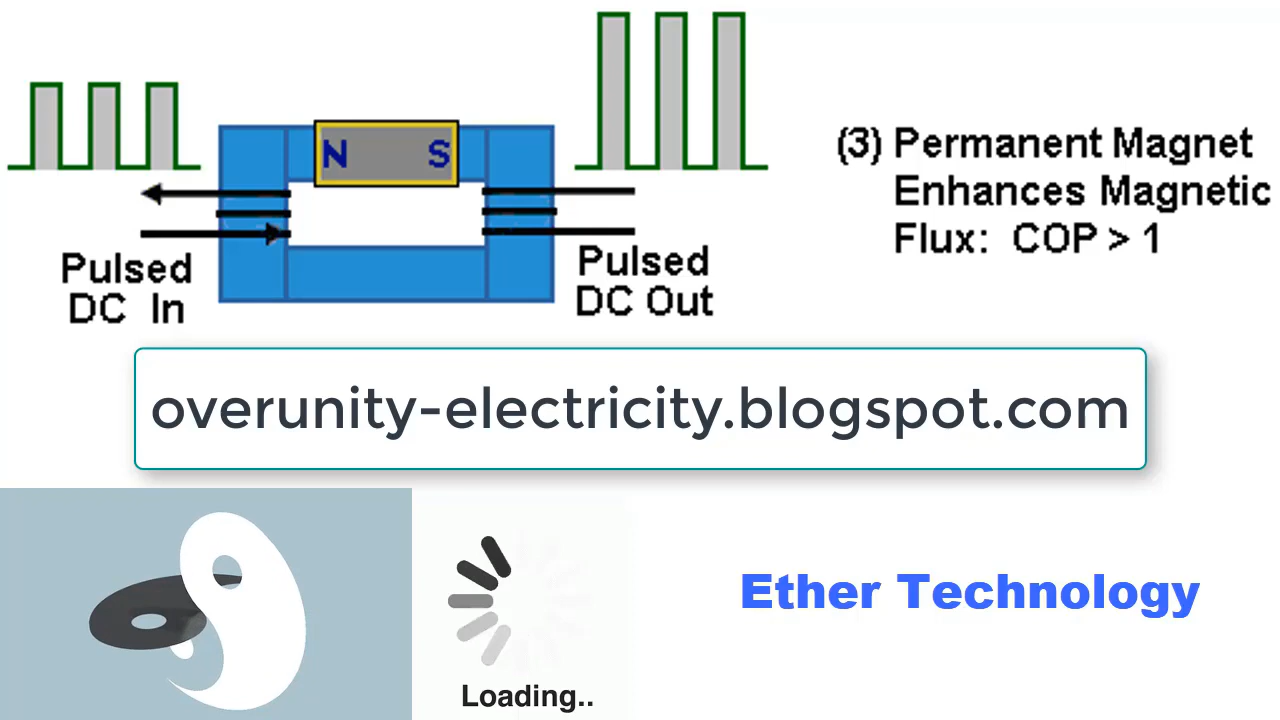 N S
(3) Permanent Magnet
Enhances Magnetic
Flux: COP > 1
Pulsed
DC In
Pulsed
DC Out
overunity-electricity.blogspot.com
Ether Technology
Loading..